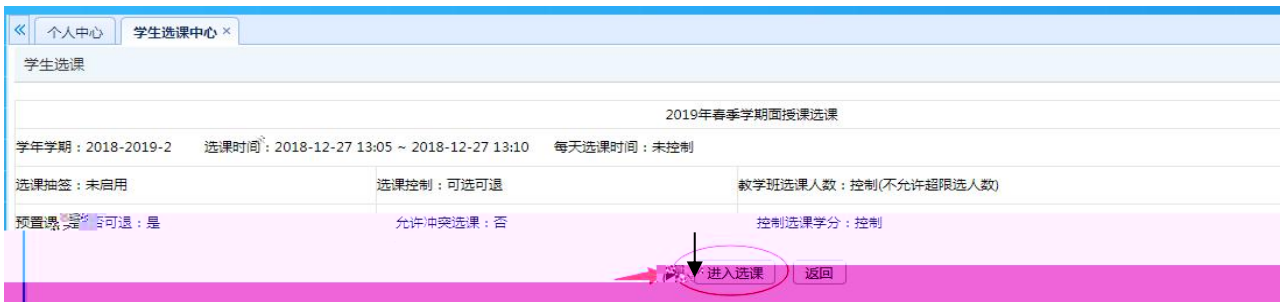 « 个人中心 学生选课中心 ×
学生选课
2019年春季学期面授课选课
学年学期：2018-2019-2 选课时间：2018-12-27 13:05 ~ 2018-12-27 13:10 每天选课时间：未控制
选课抽签：未启用 选课控制：可选可退 教学班选课人数：控制(不允许超限选人数)
预置课 是否可退：是 允许冲突选课：否 控制选课学分：控制
进入选课 返回